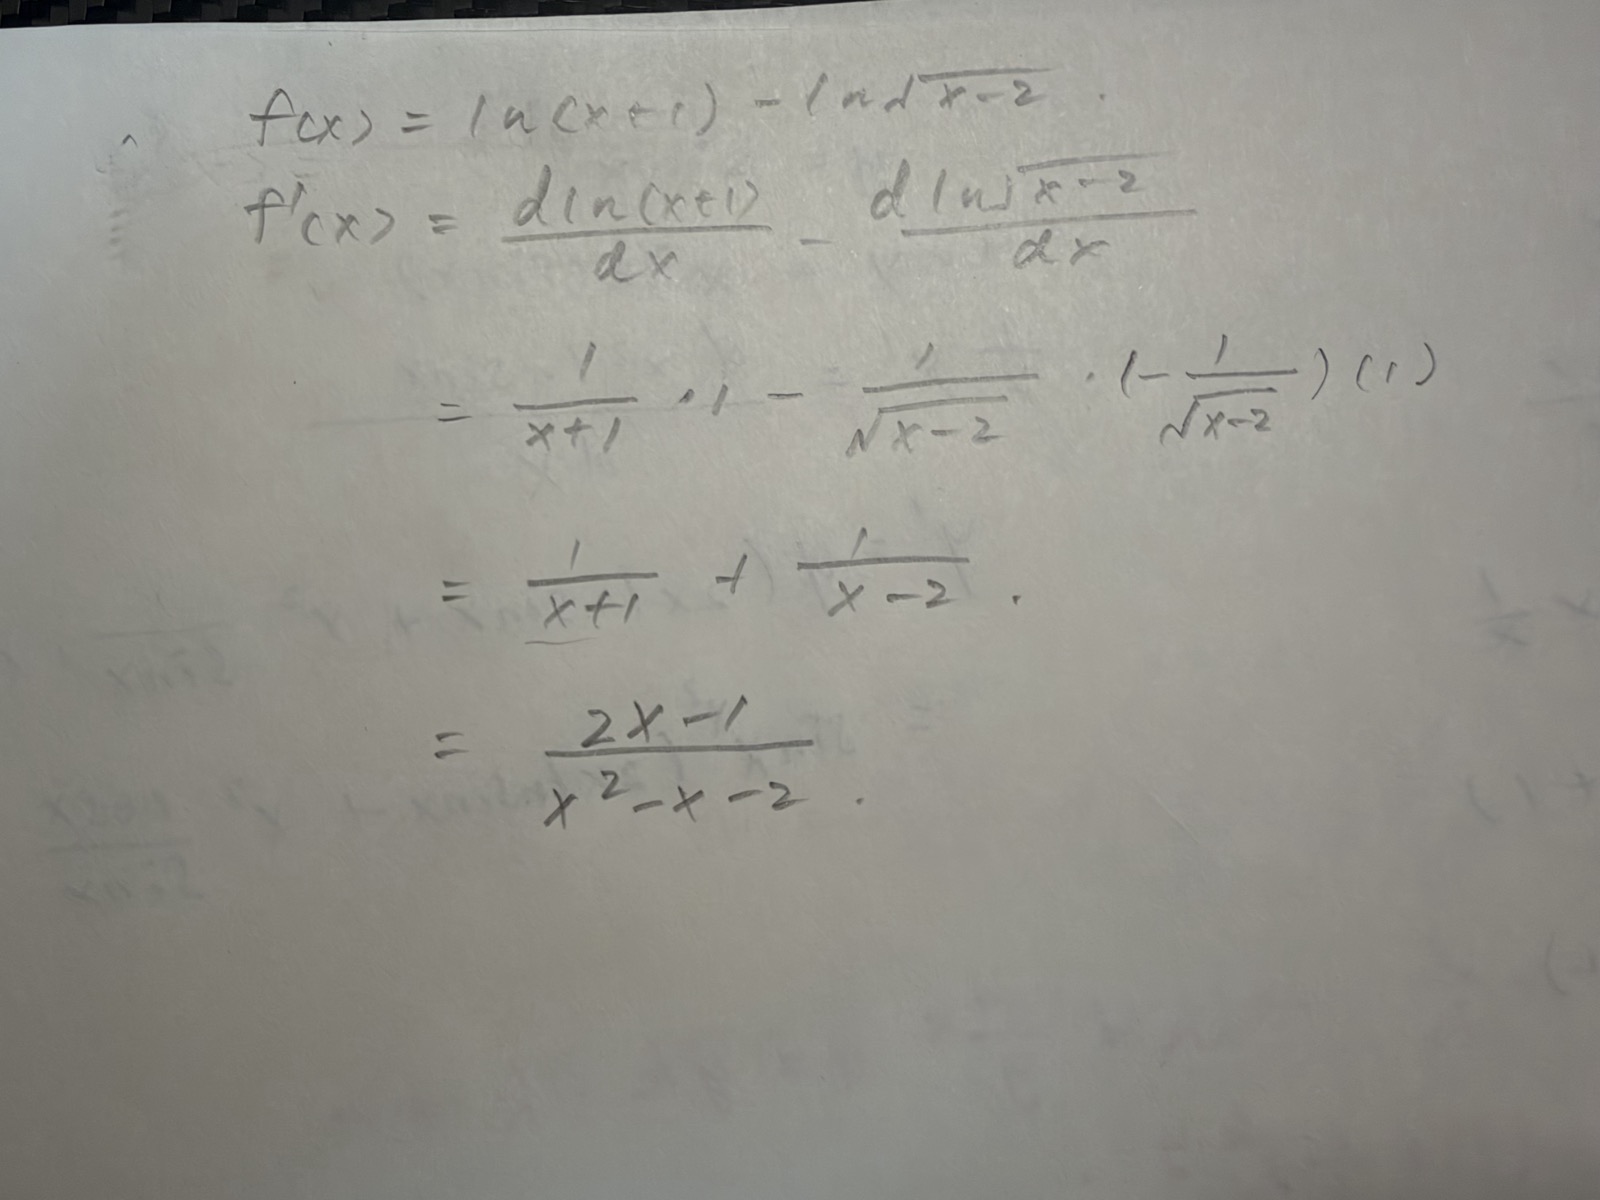 f(x) = ln(x+1) - ln√(x-2) .
f'(x) = d ln(x+1)/dx - d ln√(x-2)/dx
= 1/(x+1) · 1 - 1/√(x-2) · (-1/√(x-2)) (1)
= 1/(x+1) + 1/(x-2) .
= (2x-1)/(x²-x-2) .